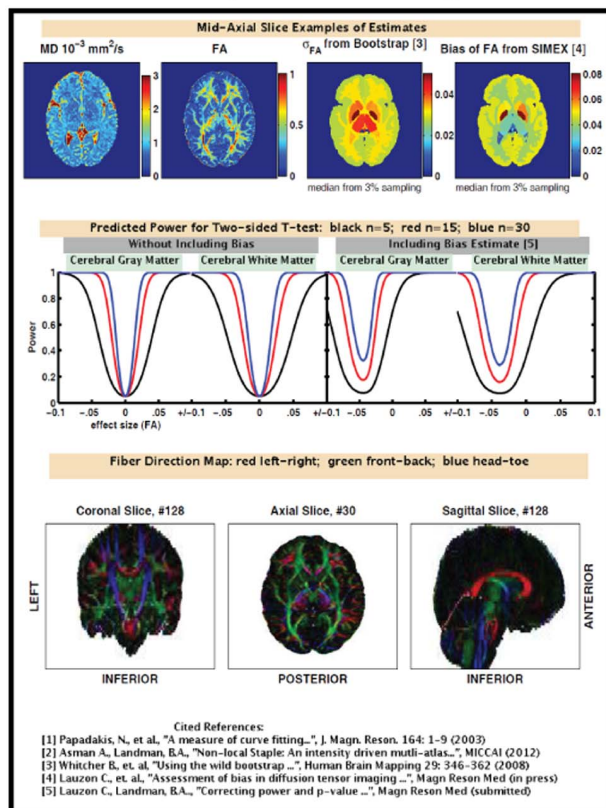 Mid-Axial Slice Examples of Estimates
MD 10⁻³ mm²/s FA σFA from Bootstrap [3] Bias of FA from SIMEX [4]
3 1 0.04 0.08
2 0.5 0.02 0.06
1 0 0 0.04
0 0.02
0
median from 3% sampling median from 3% sampling
Predicted Power for Two-sided T-test: black n=5; red n=15; blue n=30
Without Including Bias Including Bias Estimate [5]
Cerebral Gray Matter Cerebral White Matter Cerebral Gray Matter Cerebral White Matter
1
0.8
0.6
Power
0.4
0.2
0
-0.1 -.05 0 .05 +/-0.1 -.05 0 .05 +/-0.1 -.05 0 .05 +/-0.1 -.05 0 .05 0.1
effect size (FA)
Fiber Direction Map: red left-right; green front-back; blue head-toe
Coronal Slice, #128 Axial Slice, #30 Sagittal Slice, #128
LEFT
ANTERIOR
INFERIOR POSTERIOR INFERIOR
Cited References:
[1] Papadakis, N., et al., "A measure of curve fitting...", J. Magn. Reson. 164: 1-9 (2003)
[2] Asman A., Landman, B.A., "Non-local Staple: An intensity driven mutli-atlas...", MICCAI (2012)
[3] Whitcher B., et. al, "Using the wild bootstrap ...", Human Brain Mapping 29: 346-362 (2008)
[4] Lauzon C., et. al., "Assessment of bias in diffusion tensor imaging ...", Magn Reson Med (in press)
[5] Lauzon C., Landman, B.A., "Correcting power and p-value ...", Magn Reson Med (submitted)